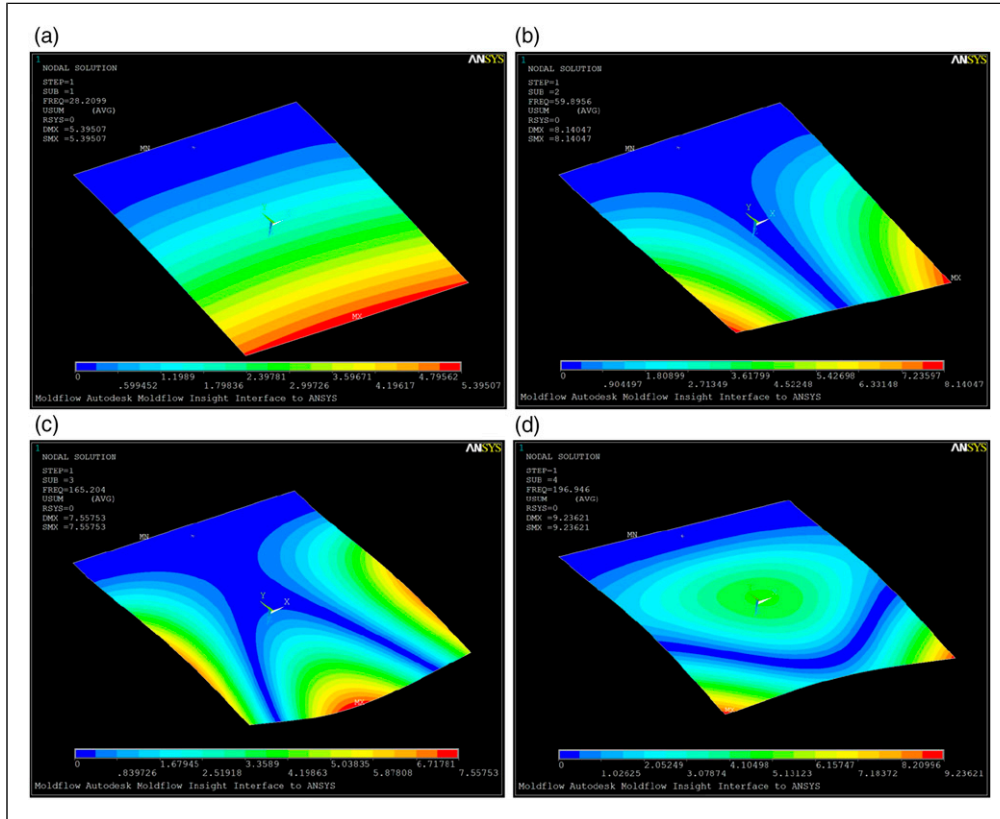 (a)
1
ANSYS
NODAL SOLUTION
STEP=1
SUB =1
FREQ=28.2099
USUM (AVG)
RSYS=0
DMX =5.39507
SMX =5.39507
MN
MX
0 1.1989 2.39781 3.59671 4.79562
.599452 1.79836 2.99726 4.19617 5.39507
Moldflow Autodesk Moldflow Insight Interface to ANSYS
(b)
1
ANSYS
NODAL SOLUTION
STEP=1
SUB =2
FREQ=59.8956
USUM (AVG)
RSYS=0
DMX =8.14047
SMX =8.14047
MN
Y X
MX
0 1.80899 3.61799 5.42698 7.23597
.904497 2.71349 4.52248 6.33148 8.14047
Moldflow Autodesk Moldflow Insight Interface to ANSYS
(c)
1
ANSYS
NODAL SOLUTION
STEP=1
SUB =3
FREQ=165.204
USUM (AVG)
RSYS=0
DMX =7.55753
SMX =7.55753
MN
Y X
MX
0 1.67945 3.3589 5.03835 6.71781
.839726 2.51918 4.19863 5.87808 7.55753
Moldflow Autodesk Moldflow Insight Interface to ANSYS
(d)
1
ANSYS
NODAL SOLUTION
STEP=1
SUB =4
FREQ=196.946
USUM (AVG)
RSYS=0
DMX =9.23621
SMX =9.23621
MN
MX
0 2.05249 4.10498 6.15747 8.20996
1.02625 3.07874 5.13123 7.18372 9.23621
Moldflow Autodesk Moldflow Insight Interface to ANSYS